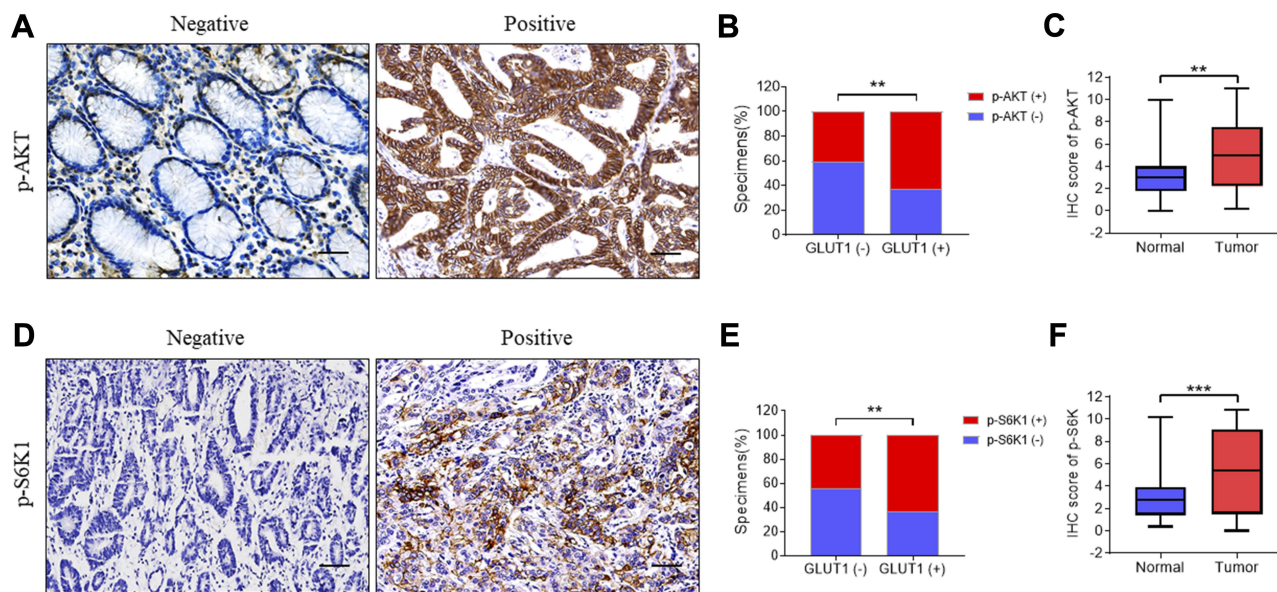 A
Negative
Positive
p-AKT
B
**
120
100
80
60
40
20
0
Specimens(%)
GLUT1 (-)
GLUT1 (+)
p-AKT (+)
p-AKT (-)
C
**
12
10
8
6
4
2
0
-2
IHC score of p-AKT
Normal
Tumor
D
Negative
Positive
p-S6K1
E
**
120
100
80
60
40
20
0
Specimens(%)
GLUT1 (-)
GLUT1 (+)
p-S6K1 (+)
p-S6K1 (-)
F
***
12
10
8
6
4
2
0
-2
IHC score of p-S6K
Normal
Tumor